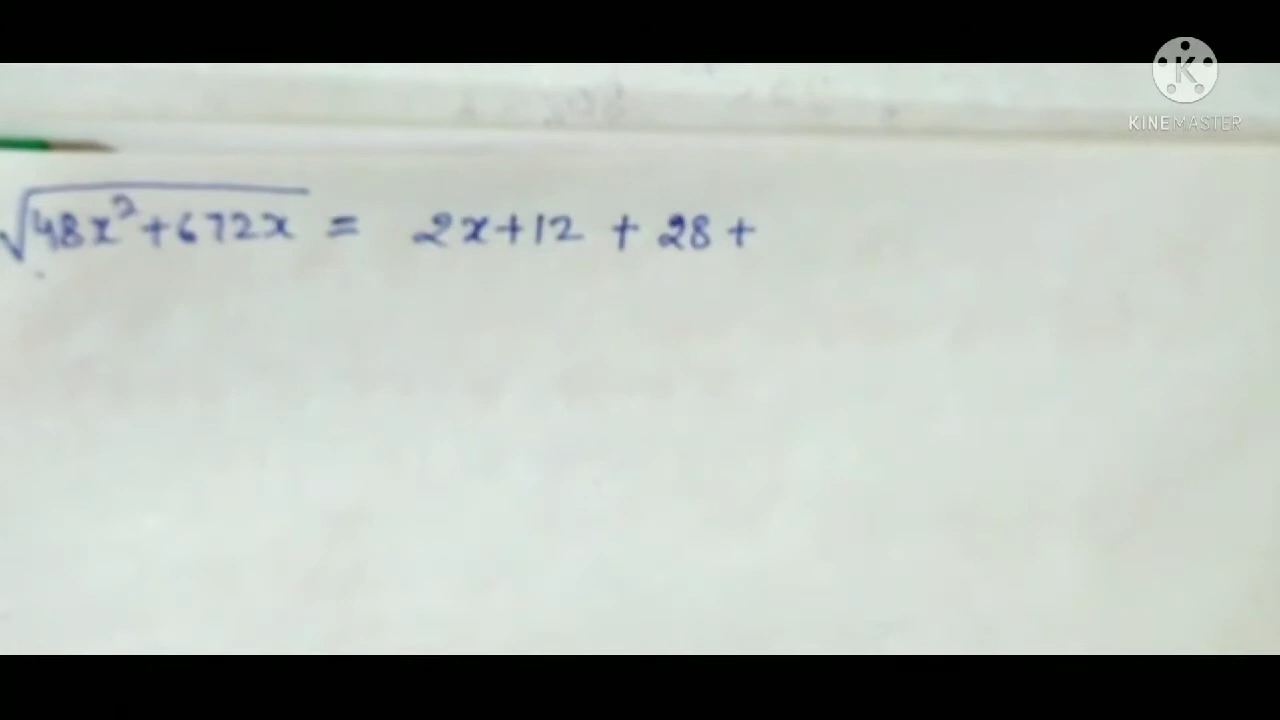 KINEMASTER
√48x²+672x = 2x+12 + 28 +